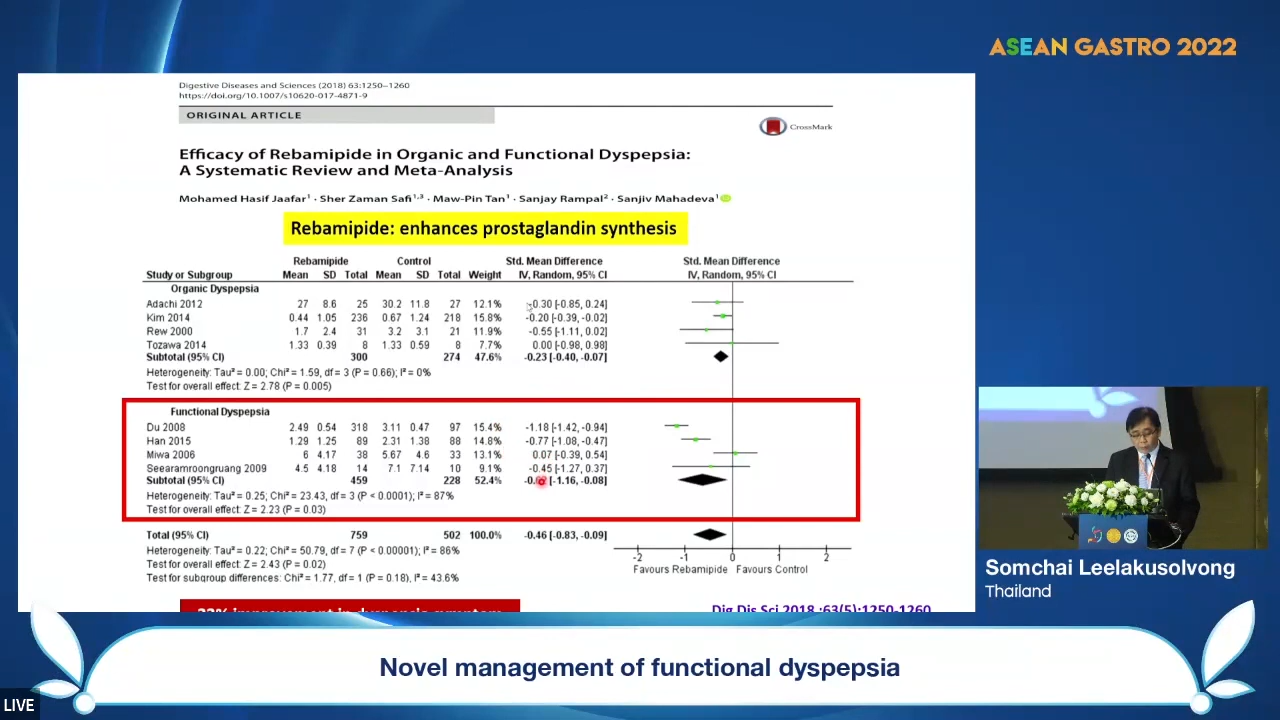 ASEAN GASTRO 2022
Digestive Diseases and Sciences (2018) 63:1250–1260
https://doi.org/10.1007/s10620-017-4871-9
ORIGINAL ARTICLE
CrossMark
Efficacy of Rebamipide in Organic and Functional Dyspepsia:
A Systematic Review and Meta-Analysis
Mohamed Hasif Jaafar¹ · Sher Zaman Safi¹,³ · Maw-Pin Tan¹ · Sanjay Rampal² · Sanjiv Mahadeva¹
Rebamipide: enhances prostaglandin synthesis
Rebamipide Control Std. Mean Difference Std. Mean Difference
Study or Subgroup Mean SD Total Mean SD Total Weight IV, Random, 95% CI IV, Random, 95% CI
Organic Dyspepsia
Adachi 2012 27 8.6 25 30.2 11.8 27 12.1% -0.30 [-0.85, 0.24]
Kim 2014 0.44 1.05 236 0.67 1.24 218 15.8% -0.20 [-0.39, -0.02]
Rew 2000 1.7 2.4 31 3.2 3.1 21 11.9% -0.55 [-1.11, 0.02]
Tozawa 2014 1.33 0.39 8 1.33 0.59 8 7.7% 0.00 [-0.98, 0.98]
Subtotal (95% CI) 300 274 47.6% -0.23 [-0.40, -0.07]
Heterogeneity: Tau² = 0.00; Chi² = 1.59, df = 3 (P = 0.66); I² = 0%
Test for overall effect: Z = 2.78 (P = 0.005)
Functional Dyspepsia
Du 2008 2.49 0.54 318 3.11 0.47 97 15.4% -1.18 [-1.42, -0.94]
Han 2015 1.29 1.25 89 2.31 1.38 88 14.8% -0.77 [-1.08, -0.47]
Miwa 2006 6 4.17 38 5.67 4.6 33 13.1% 0.07 [-0.39, 0.54]
Seearamroongruang 2009 4.5 4.18 14 7.1 7.14 10 9.1% -0.45 [-1.27, 0.37]
Subtotal (95% CI) 459 228 52.4% [-1.16, -0.08]
Heterogeneity: Tau² = 0.25; Chi² = 23.43, df = 3 (P < 0.0001); I² = 87%
Test for overall effect: Z = 2.23 (P = 0.03)
Total (95% CI) 759 502 100.0% -0.46 [-0.83, -0.09]
Heterogeneity: Tau² = 0.22; Chi² = 50.79, df = 7 (P < 0.00001); I² = 86%
Test for overall effect: Z = 2.43 (P = 0.02)
Test for subgroup differences: Chi² = 1.77, df = 1 (P = 0.18), I² = 43.6%
-2 -1 0 1 2
Favours Rebamipide Favours Control
improvement in dyspepsia symptom
Dig Dis Sci 2018 ;63(5):1250-1260
Somchai Leelakusolvong
Thailand
Novel management of functional dyspepsia
LIVE